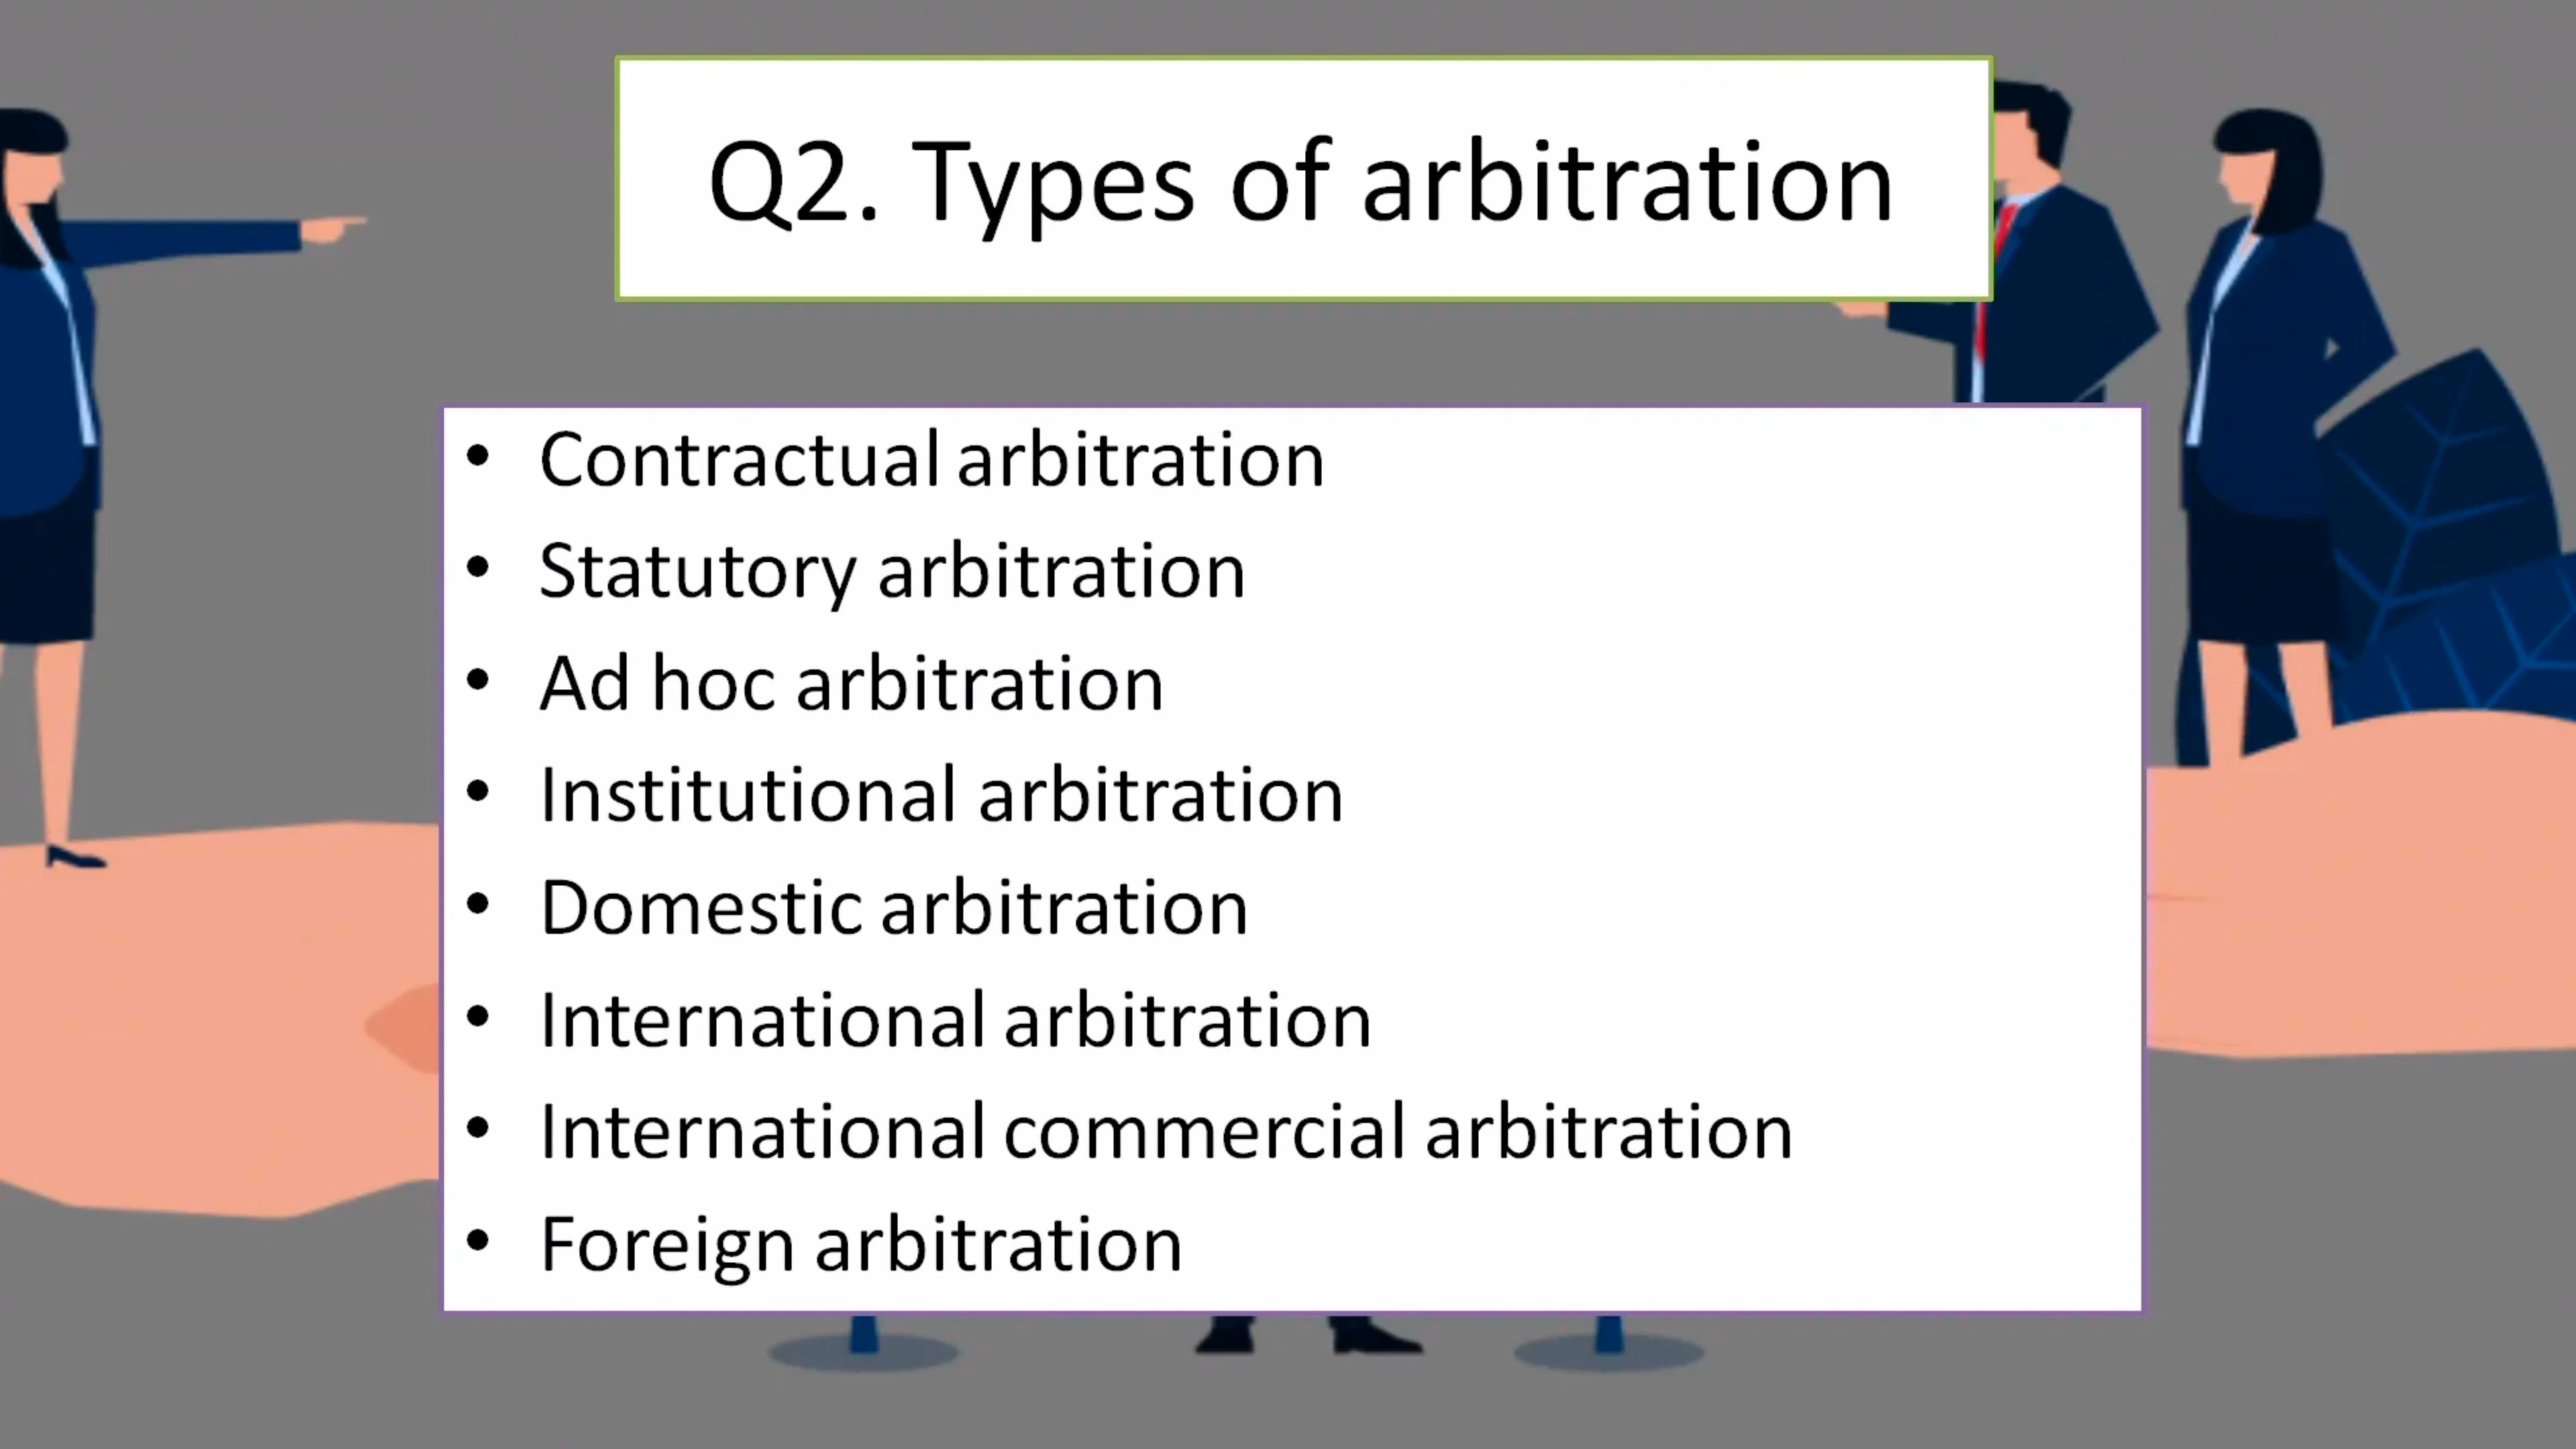 Q2. Types of arbitration
• Contractual arbitration
• Statutory arbitration
• Ad hoc arbitration
• Institutional arbitration
• Domestic arbitration
• International arbitration
• International commercial arbitration
• Foreign arbitration